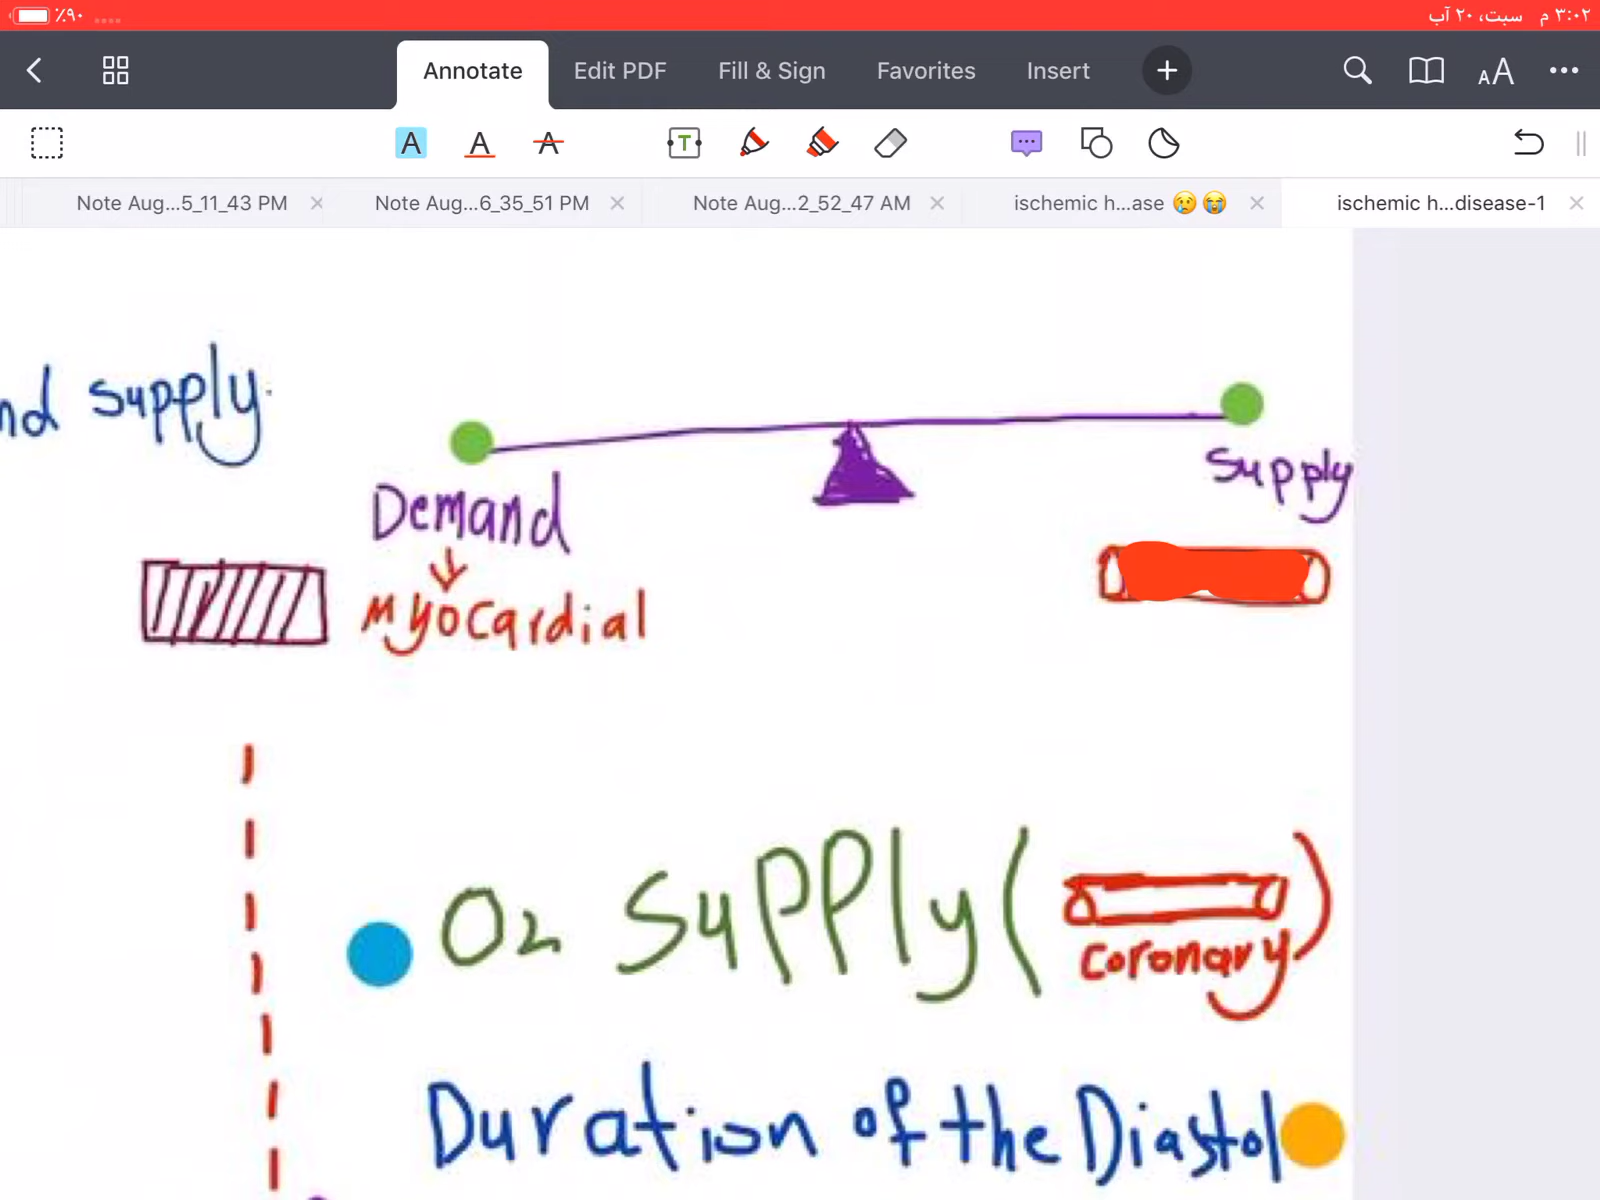 ٪٩٠ سبت، ٢٠ آب ٣:٠٢ م
Annotate Edit PDF Fill & Sign Favorites Insert
A A A T AA
Note Aug...5_11_43 PM Note Aug...6_35_51 PM Note Aug...2_52_47 AM ischemic h...ase 😢 😭 ischemic h...disease-1
nd supply.
Demand
Supply
Myocardial
O2 Supply (
coronary)
Duration of the Diastol